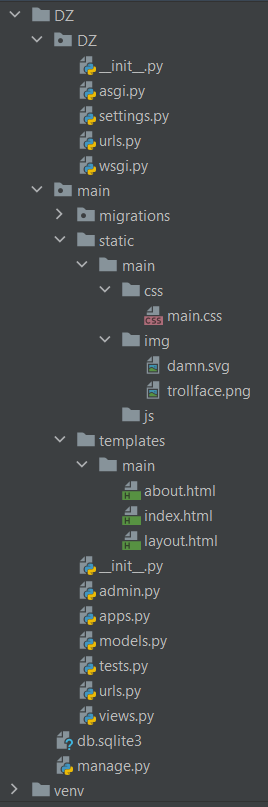 DZ
DZ
__init__.py
asgi.py
settings.py
urls.py
wsgi.py
main
migrations
static
main
css
CSS main.css
img
damn.svg
trollface.png
js
templates
main
H about.html
H index.html
H layout.html
__init__.py
admin.py
apps.py
models.py
tests.py
urls.py
views.py
? db.sqlite3
manage.py
venv